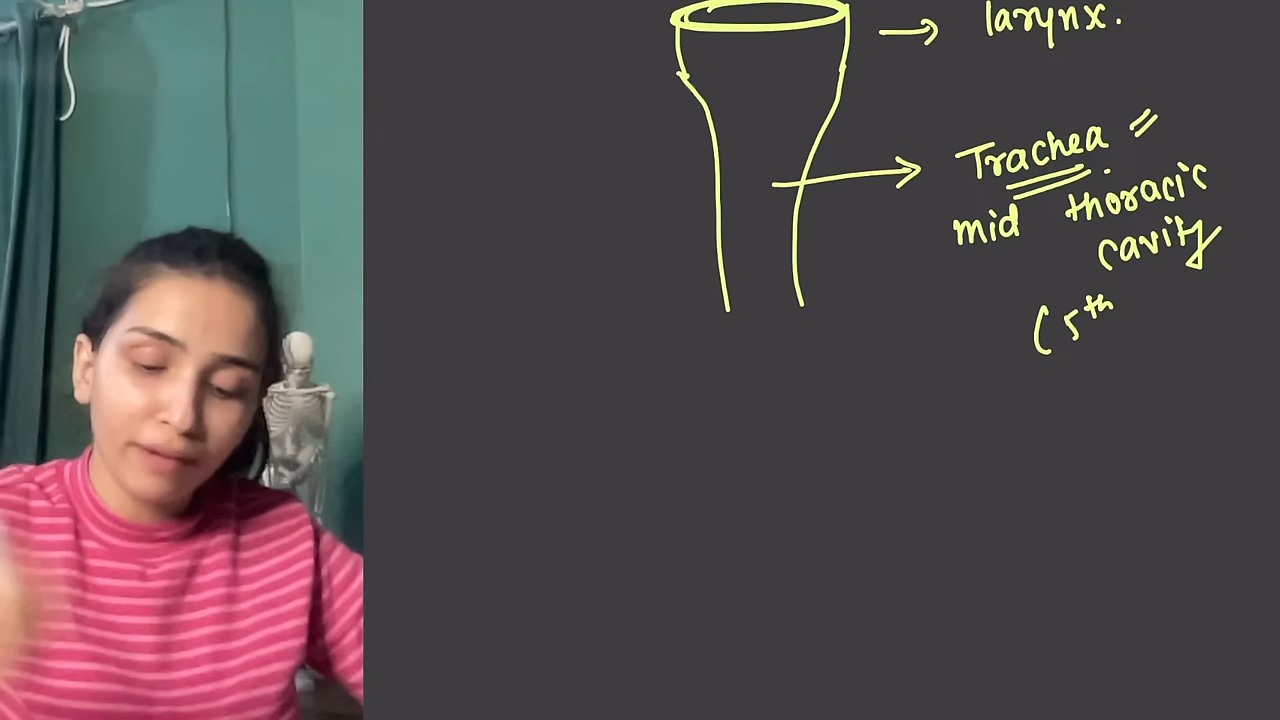 larynx.
Trachea =
mid thoracic
cavity
(5th